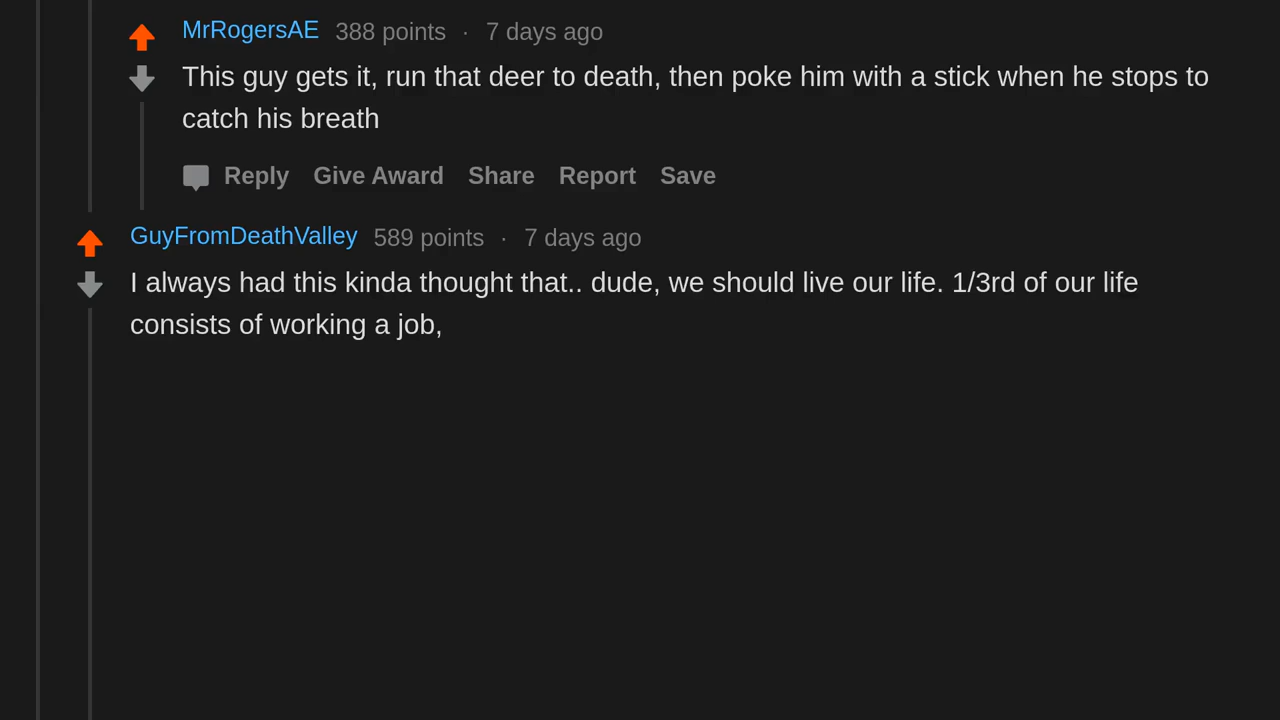 MrRogersAE 388 points · 7 days ago
This guy gets it, run that deer to death, then poke him with a stick when he stops to
catch his breath
Reply Give Award Share Report Save
GuyFromDeathValley 589 points · 7 days ago
I always had this kinda thought that.. dude, we should live our life. 1/3rd of our life
consists of working a job,